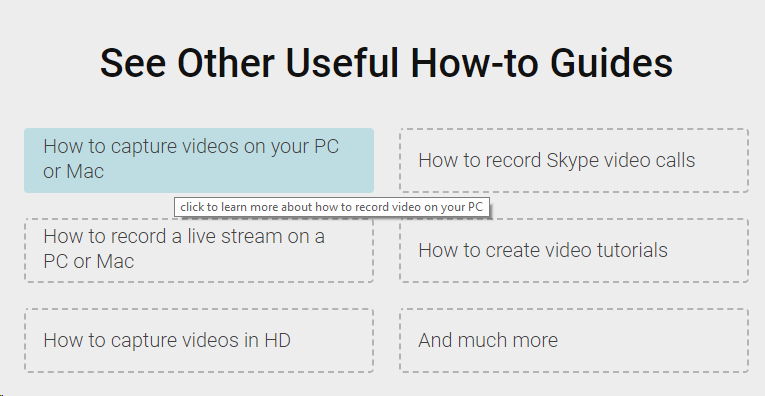 See Other Useful How-to Guides
How to capture videos on your PC
or Mac
How to record Skype video calls
click to learn more about how to record video on your PC
How to record a live stream on a
PC or Mac
How to create video tutorials
How to capture videos in HD
And much more